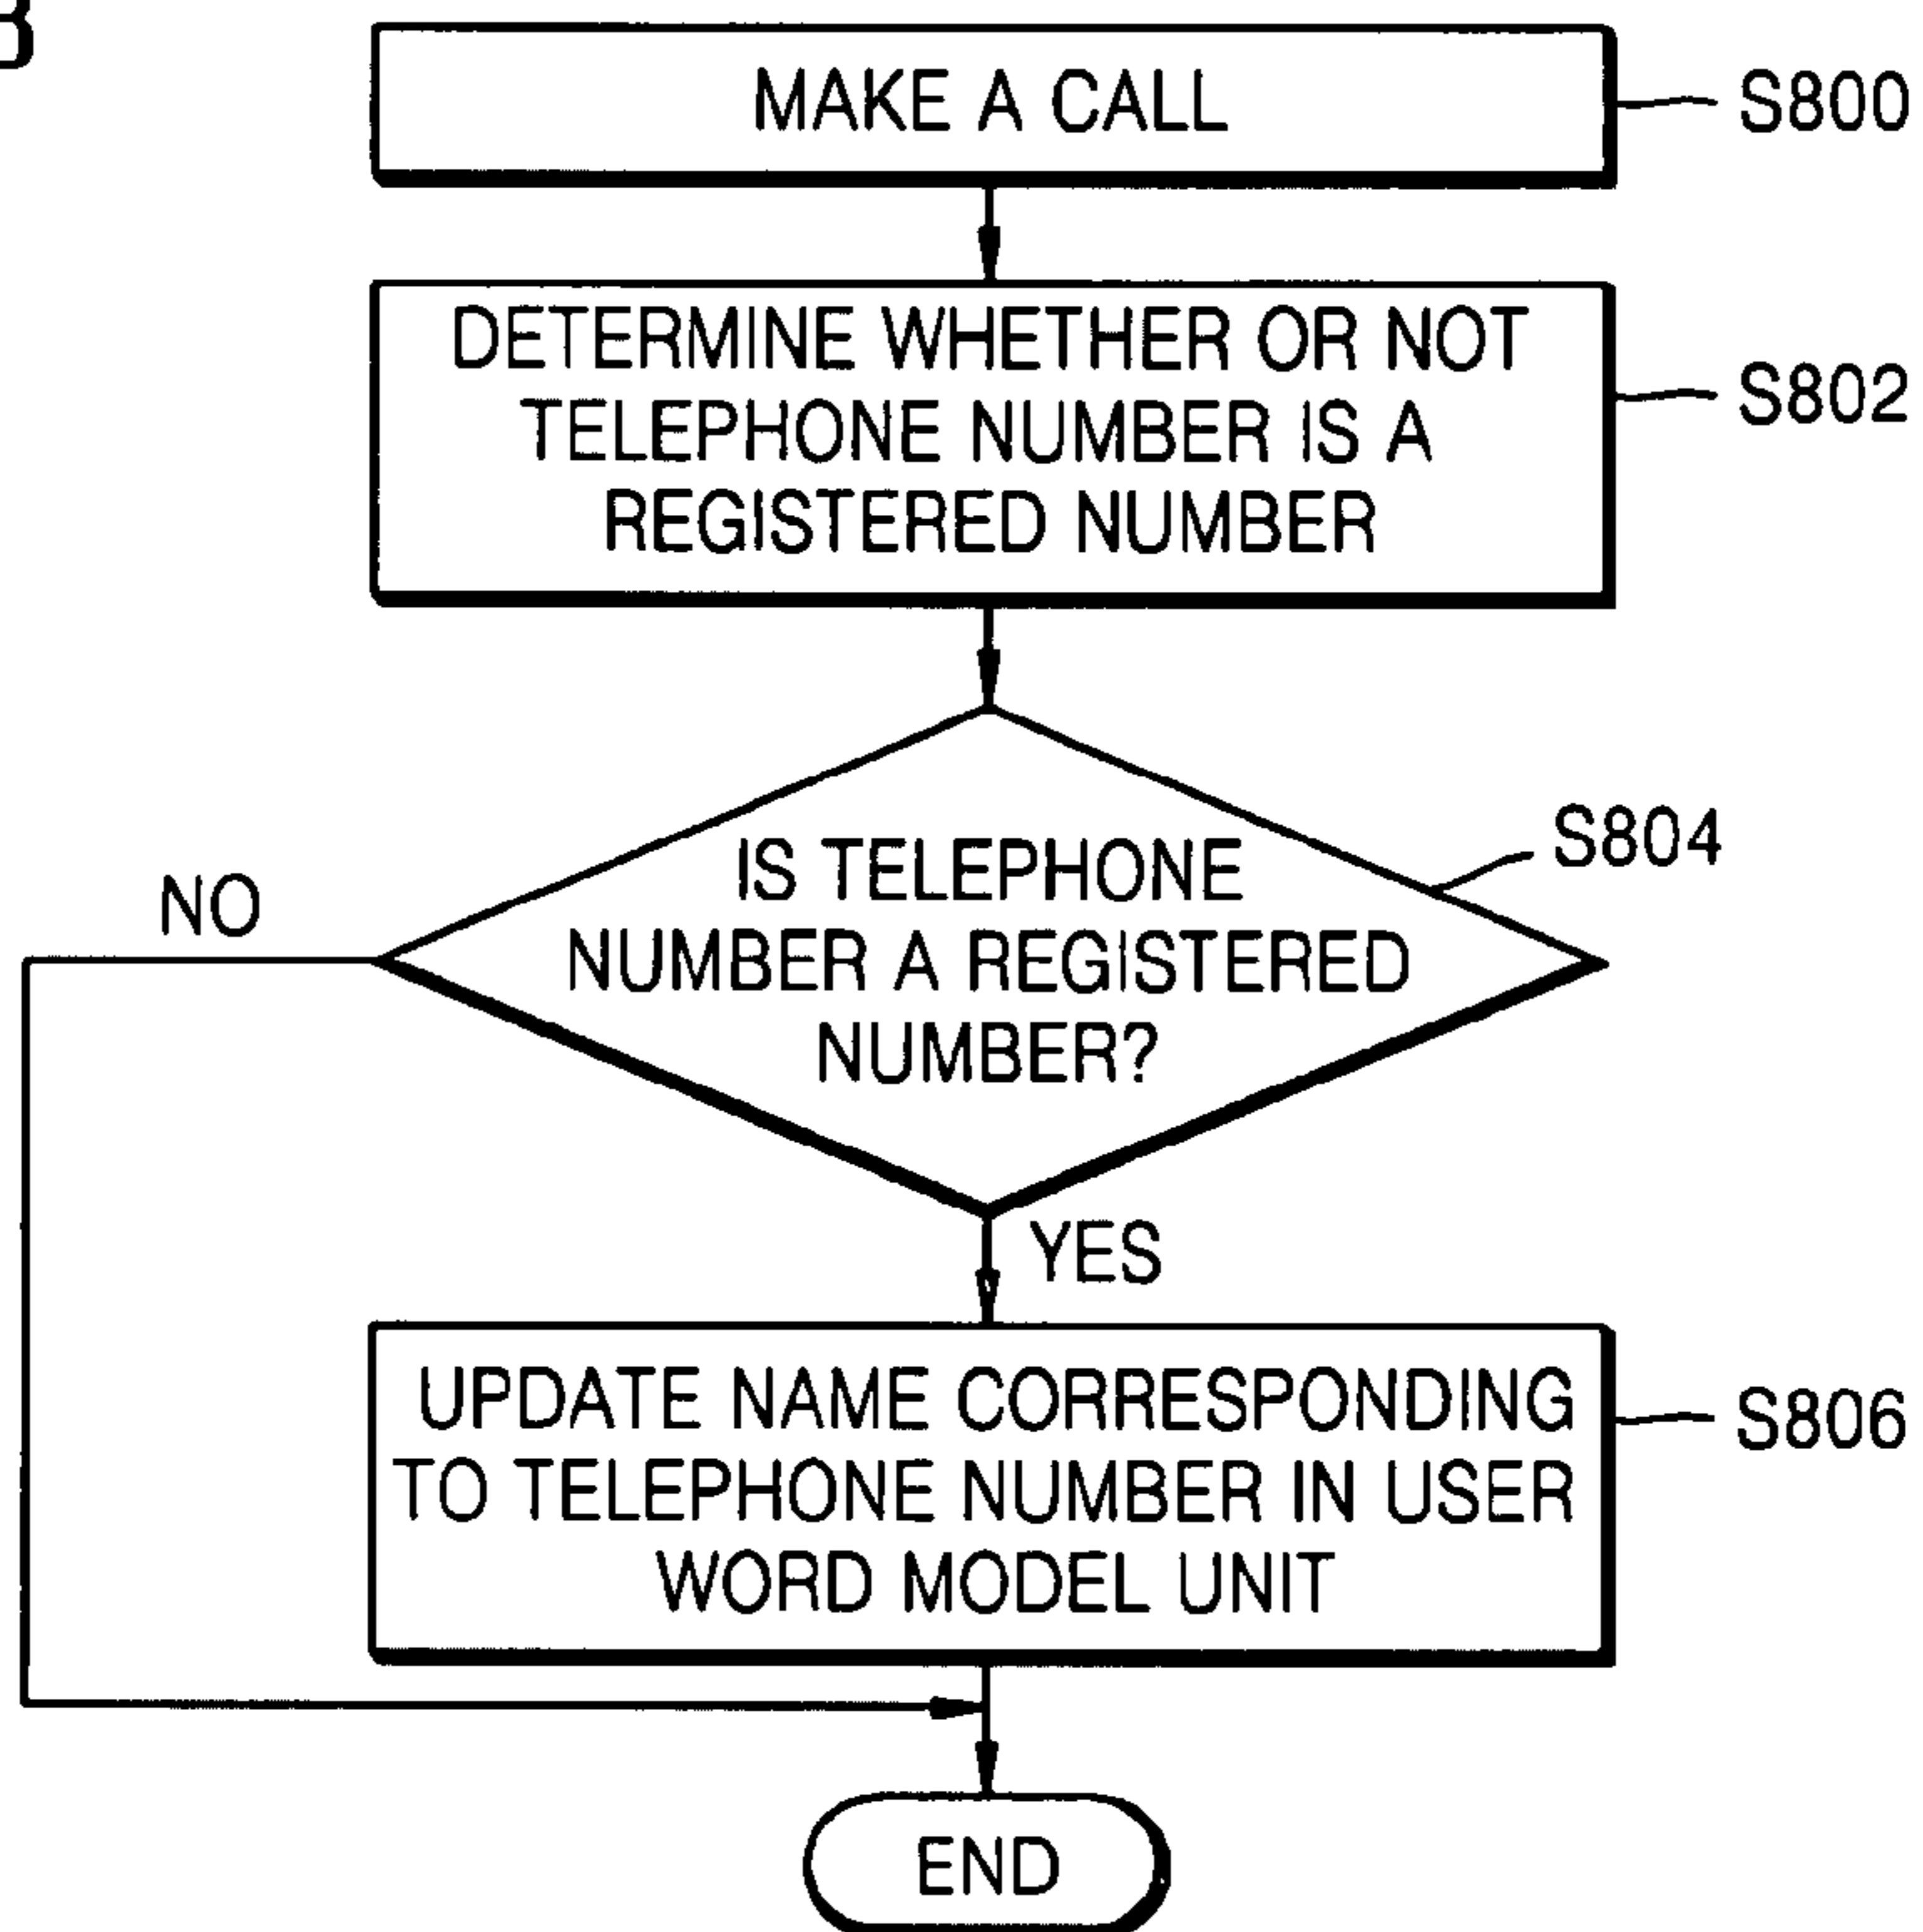 MAKE A CALL
S800
DETERMINE WHETHER OR NOT
TELEPHONE NUMBER IS A
REGISTERED NUMBER
S802
IS TELEPHONE
NUMBER A REGISTERED
NUMBER?
S804
NO
YES
UPDATE NAME CORRESPONDING
TO TELEPHONE NUMBER IN USER
WORD MODEL UNIT
S806
END